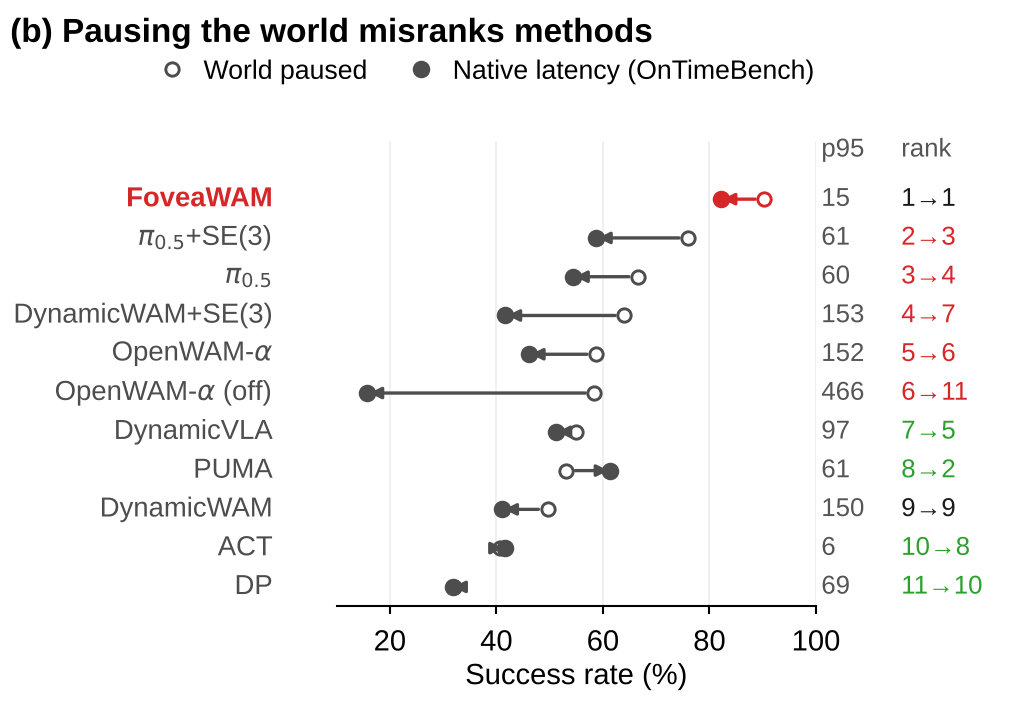 (b) Pausing the world misranks methods
World paused Native latency (OnTimeBench)
p95 rank
FoveaWAM 15 1→1
π0.5+SE(3) 61 2→3
π0.5 60 3→4
DynamicWAM+SE(3) 153 4→7
OpenWAM-α 152 5→6
OpenWAM-α (off) 466 6→11
DynamicVLA 97 7→5
PUMA 61 8→2
DynamicWAM 150 9→9
ACT 6 10→8
DP 69 11→10
20 40 60 80 100
Success rate (%)